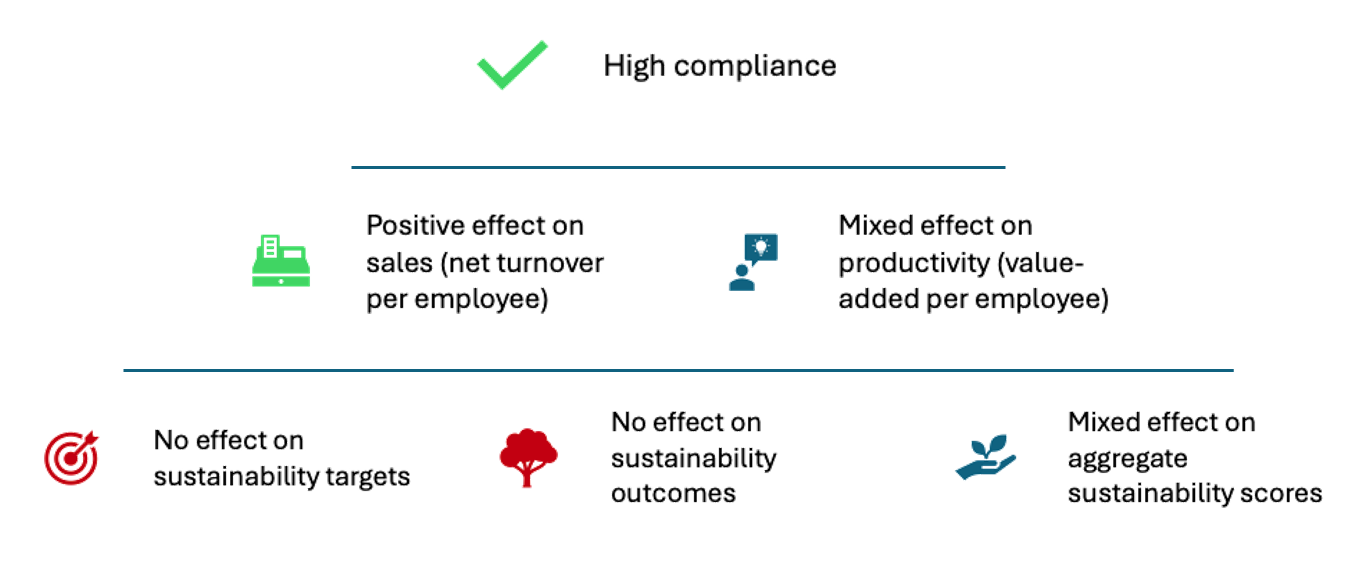 High compliance
Positive effect on
sales (net turnover
per employee)
Mixed effect on
productivity (value-
added per employee)
No effect on
sustainability targets
No effect on
sustainability
outcomes
Mixed effect on
aggregate
sustainability scores